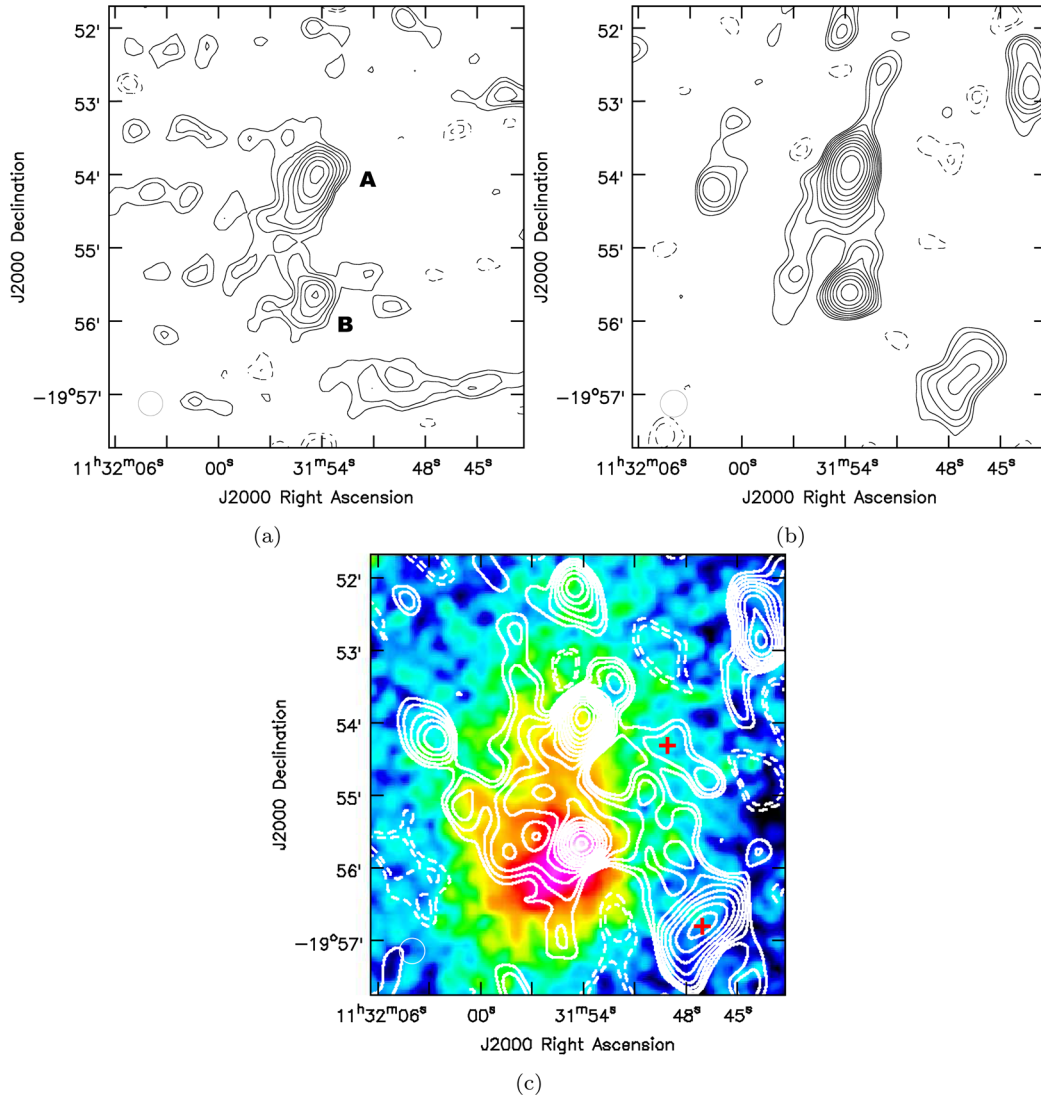 52'
53'
54'
55'
56'
−19°57'
J2000 Declination
A
B
11ʰ32ᵐ06ˢ 00ˢ 31ᵐ54ˢ 48ˢ 45ˢ
J2000 Right Ascension
(a)
52'
53'
54'
55'
56'
−19°57'
J2000 Declination
11ʰ32ᵐ06ˢ 00ˢ 31ᵐ54ˢ 48ˢ 45ˢ
J2000 Right Ascension
(b)
52'
53'
54'
55'
56'
−19°57'
J2000 Declination
11ʰ32ᵐ06ˢ 00ˢ 31ᵐ54ˢ 48ˢ 45ˢ
J2000 Right Ascension
(c)